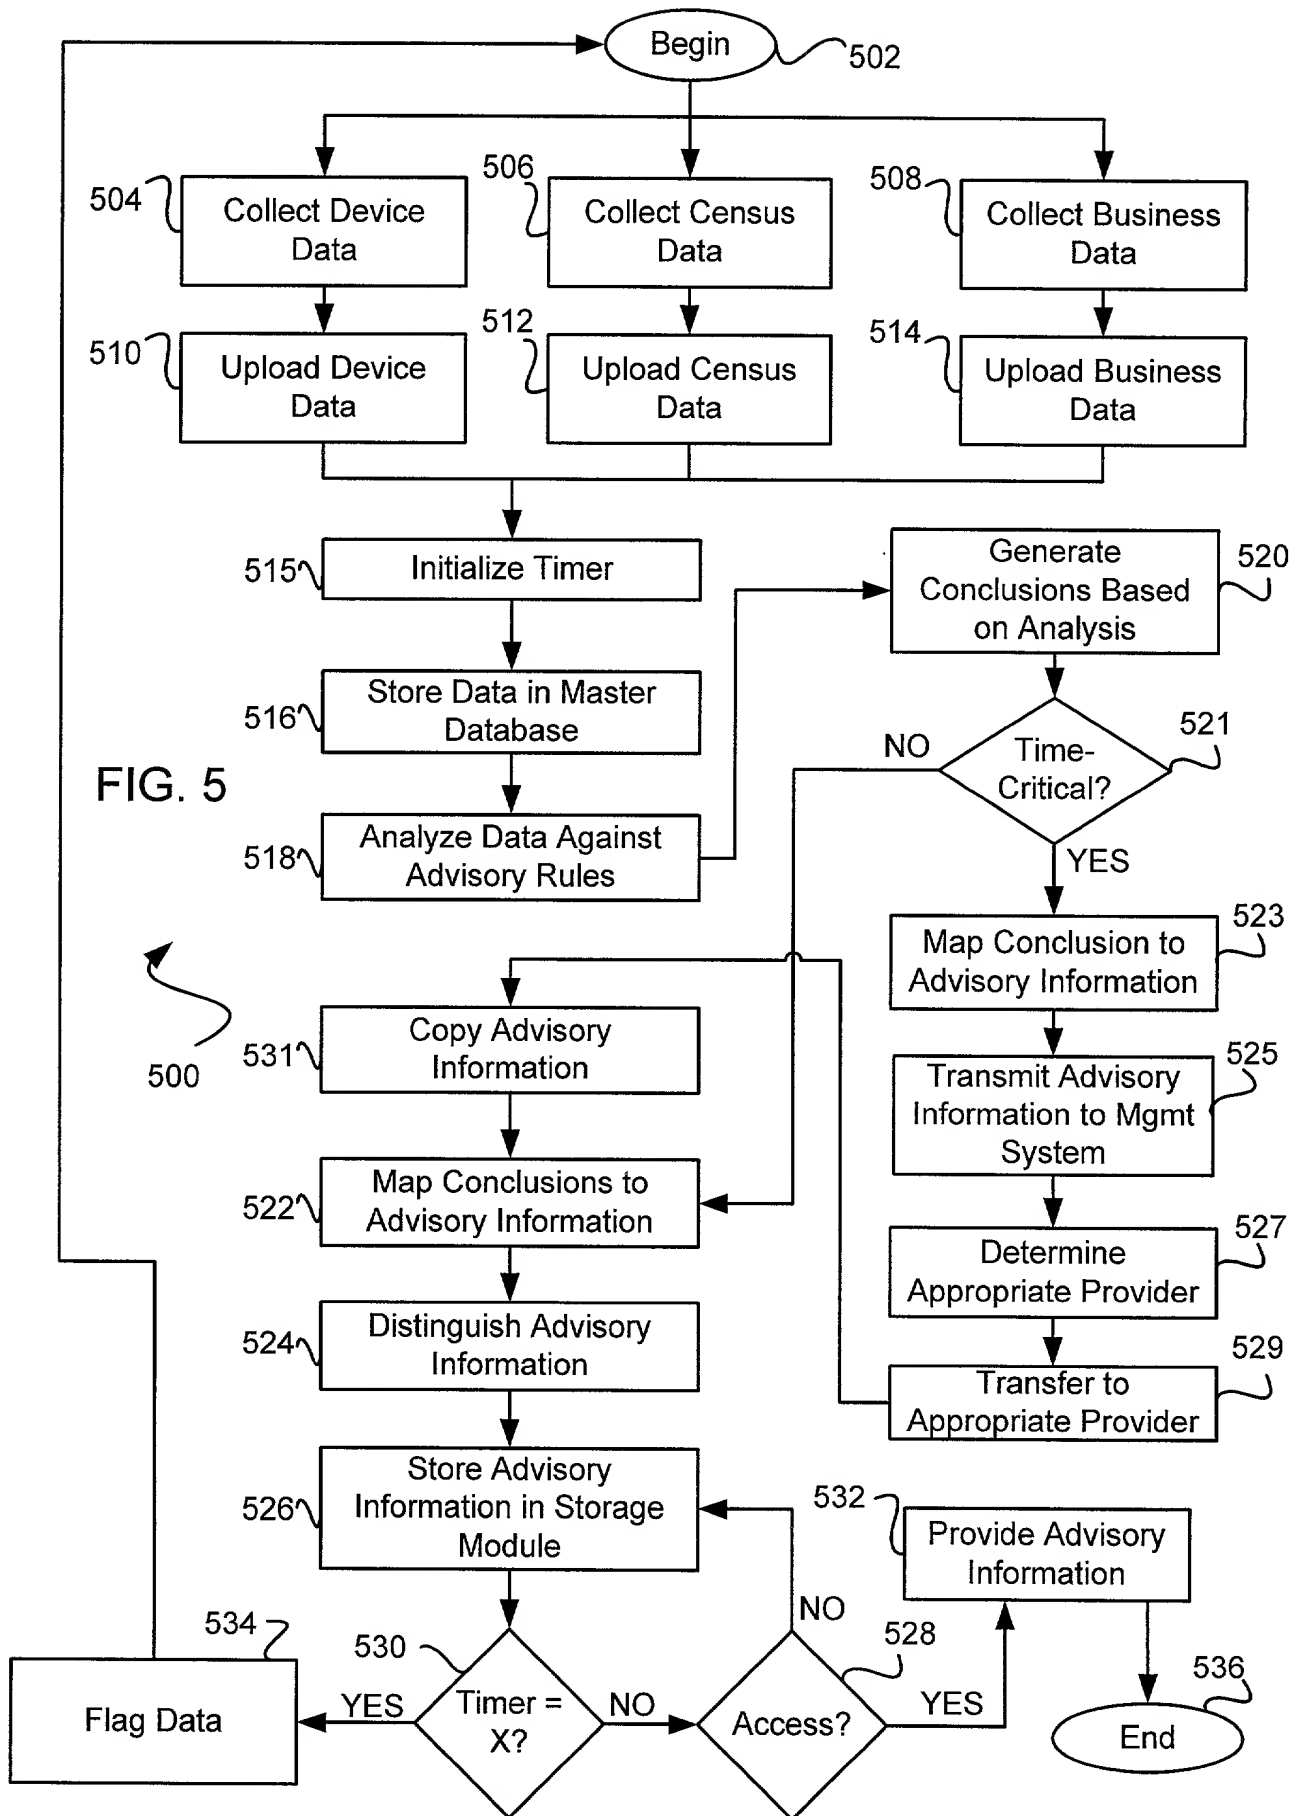 Begin
502
504
Collect Device
Data
506
Collect Census
Data
508
Collect Business
Data
510
Upload Device
Data
512
Upload Census
Data
514
Upload Business
Data
515
Initialize Timer
516
Store Data in Master
Database
518
Analyze Data Against
Advisory Rules
Generate
Conclusions Based
on Analysis
520
Time-
Critical?
521
NO
YES
FIG. 5
500
Map Conclusion to
Advisory Information
523
Transmit Advisory
Information to Mgmt
System
525
Determine
Appropriate Provider
527
Transfer to
Appropriate Provider
529
531
Copy Advisory
Information
522
Map Conclusions to
Advisory Information
524
Distinguish Advisory
Information
526
Store Advisory
Information in Storage
Module
530
Timer =
X?
YES
NO
534
Flag Data
528
Access?
NO
YES
532
Provide Advisory
Information
536
End